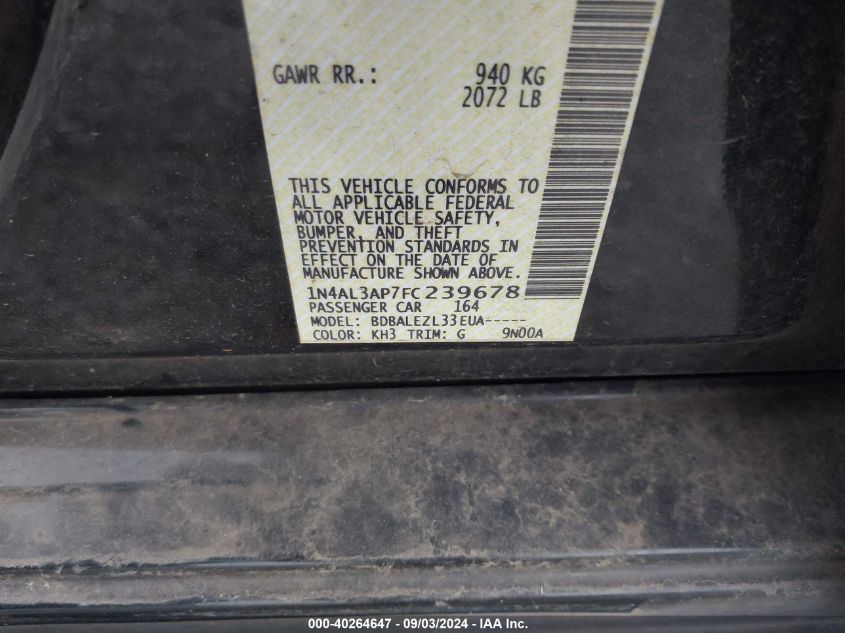 GAWR RR.: 940 KG
2072 LB
THIS VEHICLE CONFORMS TO
ALL APPLICABLE FEDERAL
MOTOR VEHICLE SAFETY,
BUMPER, AND THEFT
PREVENTION STANDARDS IN
EFFECT ON THE DATE OF
MANUFACTURE SHOWN ABOVE.
1N4AL3AP7FC239678
PASSENGER CAR 164
MODEL: BDBALEZL33EUA-----
COLOR: KH3 TRIM: G 9N00A
000-40264647 - 09/03/2024 - IAA Inc.